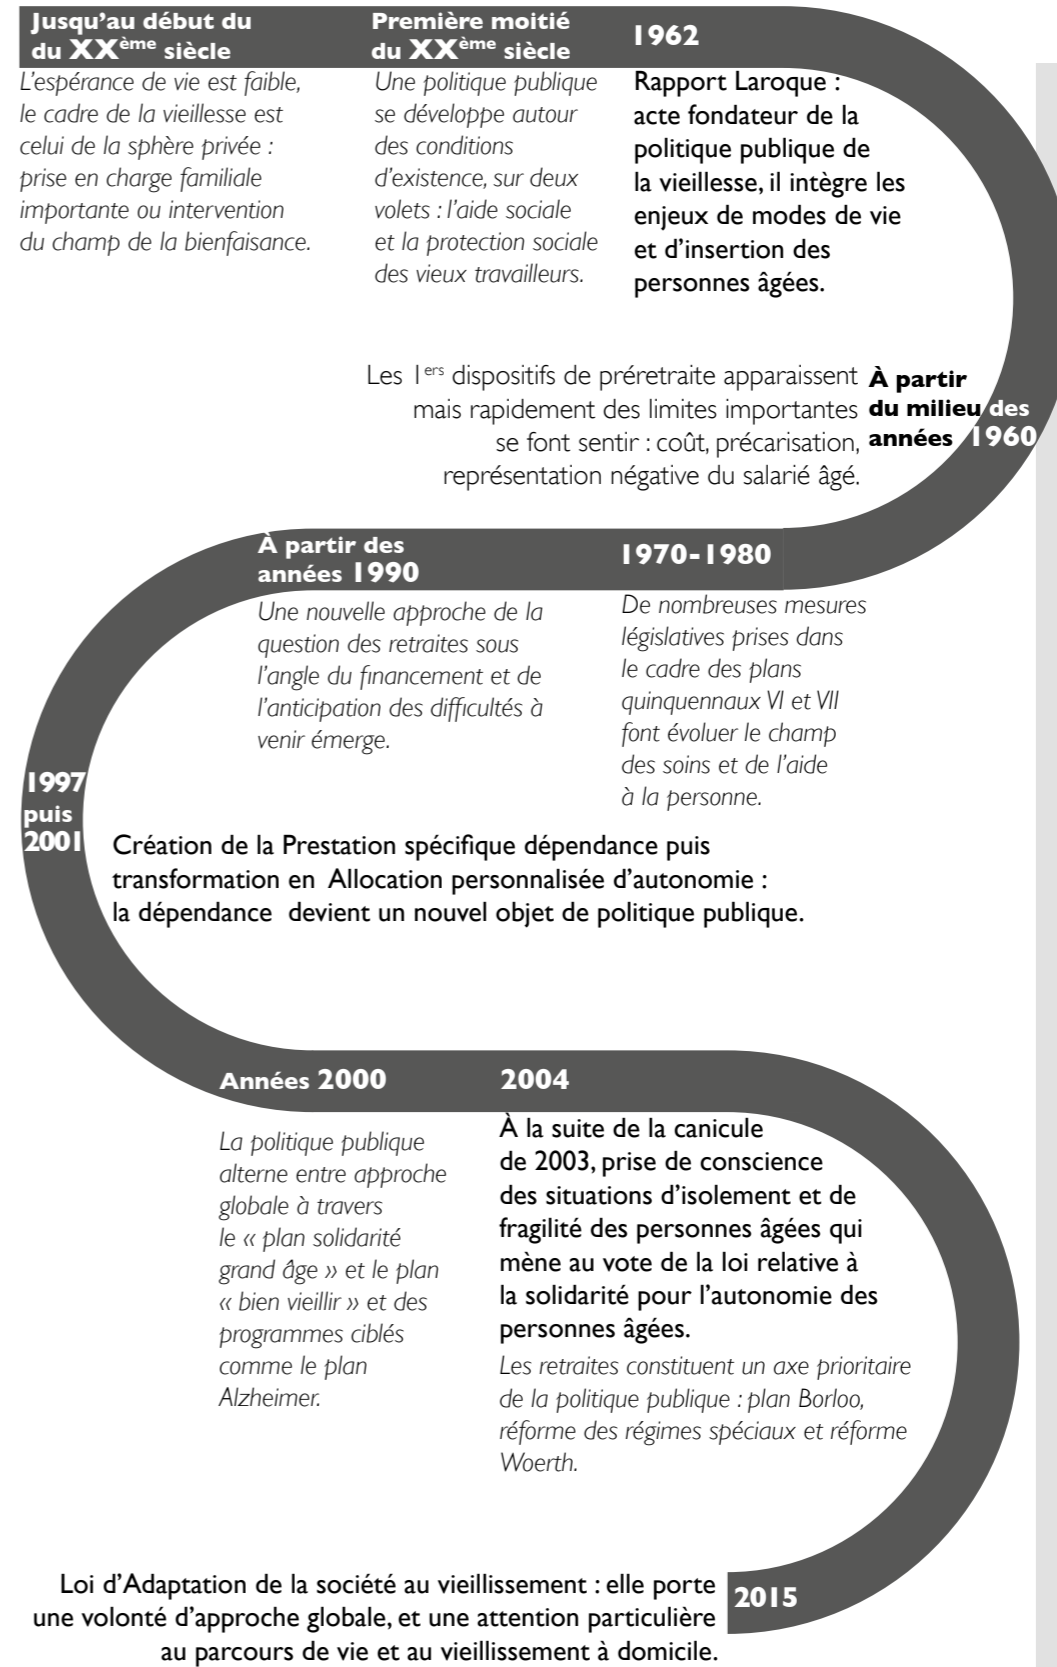 Jusqu'au début du
du XXème siècle
L'espérance de vie est faible,
le cadre de la vieillesse est
celui de la sphère privée :
prise en charge familiale
importante ou intervention
du champ de la bienfaisance.
Première moitié
du XXème siècle
Une politique publique
se développe autour
des conditions
d'existence, sur deux
volets : l'aide sociale
et la protection sociale
des vieux travailleurs.
1962
Rapport Laroque :
acte fondateur de la
politique publique de
la vieillesse, il intègre les
enjeux de modes de vie
et d'insertion des
personnes âgées.
À partir
du milieu des
années 1960
Les 1ers dispositifs de préretraite apparaissent
mais rapidement des limites importantes
se font sentir : coût, précarisation,
représentation négative du salarié âgé.
1970-1980
De nombreuses mesures
législatives prises dans
le cadre des plans
quinquennaux VI et VII
font évoluer le champ
des soins et de l'aide
à la personne.
À partir des
années 1990
Une nouvelle approche de la
question des retraites sous
l'angle du financement et de
l'anticipation des difficultés à
venir émerge.
1997
puis
2001
Création de la Prestation spécifique dépendance puis
transformation en Allocation personnalisée d'autonomie :
la dépendance devient un nouvel objet de politique publique.
Années 2000
La politique publique
alterne entre approche
globale à travers
le « plan solidarité
grand âge » et le plan
« bien vieillir » et des
programmes ciblés
comme le plan
Alzheimer.
2004
À la suite de la canicule
de 2003, prise de conscience
des situations d'isolement et de
fragilité des personnes âgées qui
mène au vote de la loi relative à
la solidarité pour l'autonomie des
personnes âgées.
Les retraites constituent un axe prioritaire
de la politique publique : plan Borloo,
réforme des régimes spéciaux et réforme
Woerth.
2015
Loi d'Adaptation de la société au vieillissement : elle porte
une volonté d'approche globale, et une attention particulière
au parcours de vie et au vieillissement à domicile.